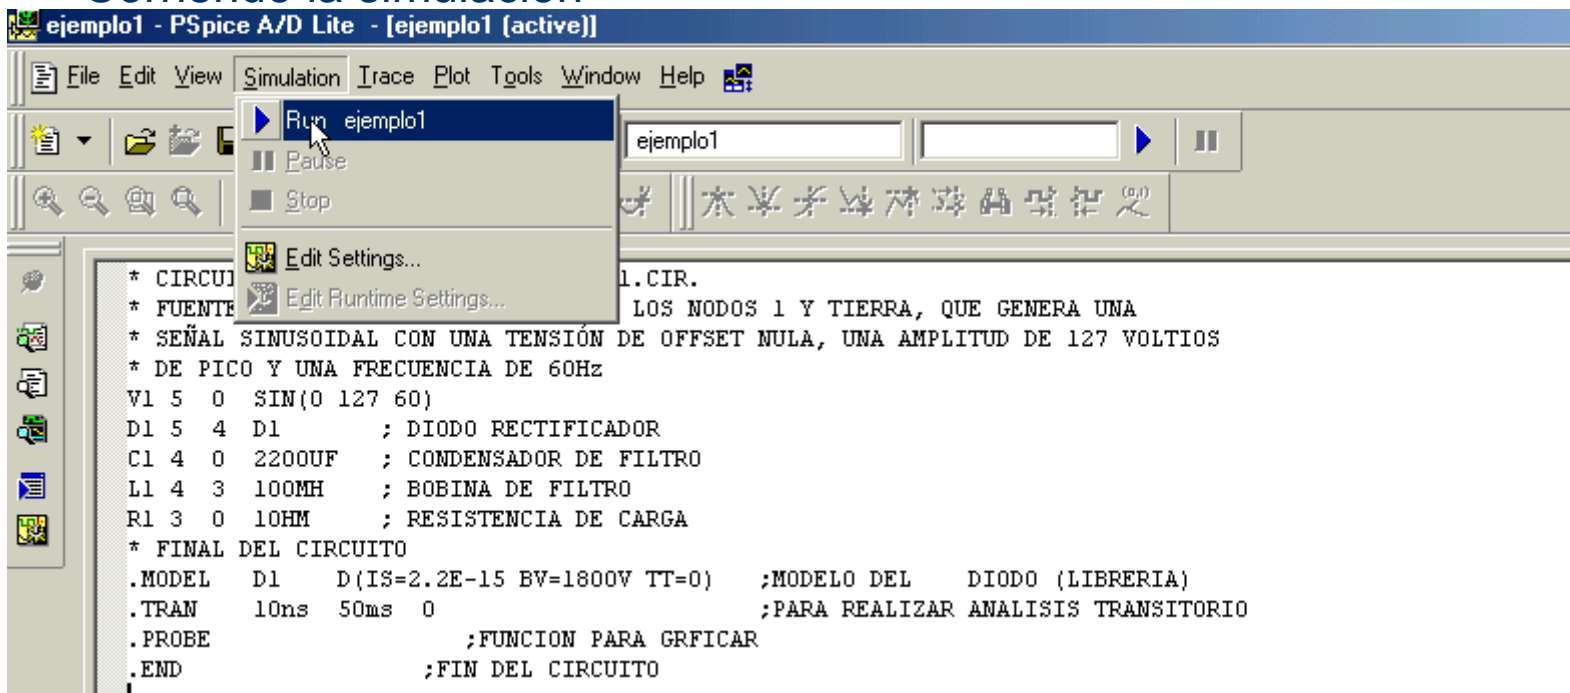 Corriendo la simulación
ejemplo1 - PSpice A/D Lite - [ejemplo1 (active)]
File Edit View Simulation Trace Plot Tools Window Help
Run ejemplo1
ejemplo1
Pause
Stop
Edit Settings...
Edit Runtime Settings...
* CIRCUI 1.CIR.
* FUENTE LOS NODOS 1 Y TIERRA, QUE GENERA UNA
* SEÑAL SINUSOIDAL CON UNA TENSIÓN DE OFFSET NULA, UNA AMPLITUD DE 127 VOLTIOS
* DE PICO Y UNA FRECUENCIA DE 60Hz
V1 5 0 SIN(0 127 60)
D1 5 4 D1 ; DIODO RECTIFICADOR
C1 4 0 2200UF ; CONDENSADOR DE FILTRO
L1 4 3 100MH ; BOBINA DE FILTRO
R1 3 0 10HM ; RESISTENCIA DE CARGA
* FINAL DEL CIRCUITO
.MODEL D1 D(IS=2.2E-15 BV=1800V TT=0) ;MODELO DEL DIODO (LIBRERIA)
.TRAN 10ns 50ms 0 ;PARA REALIZAR ANALISIS TRANSITORIO
.PROBE ;FUNCION PARA GRFICAR
.END ;FIN DEL CIRCUITO